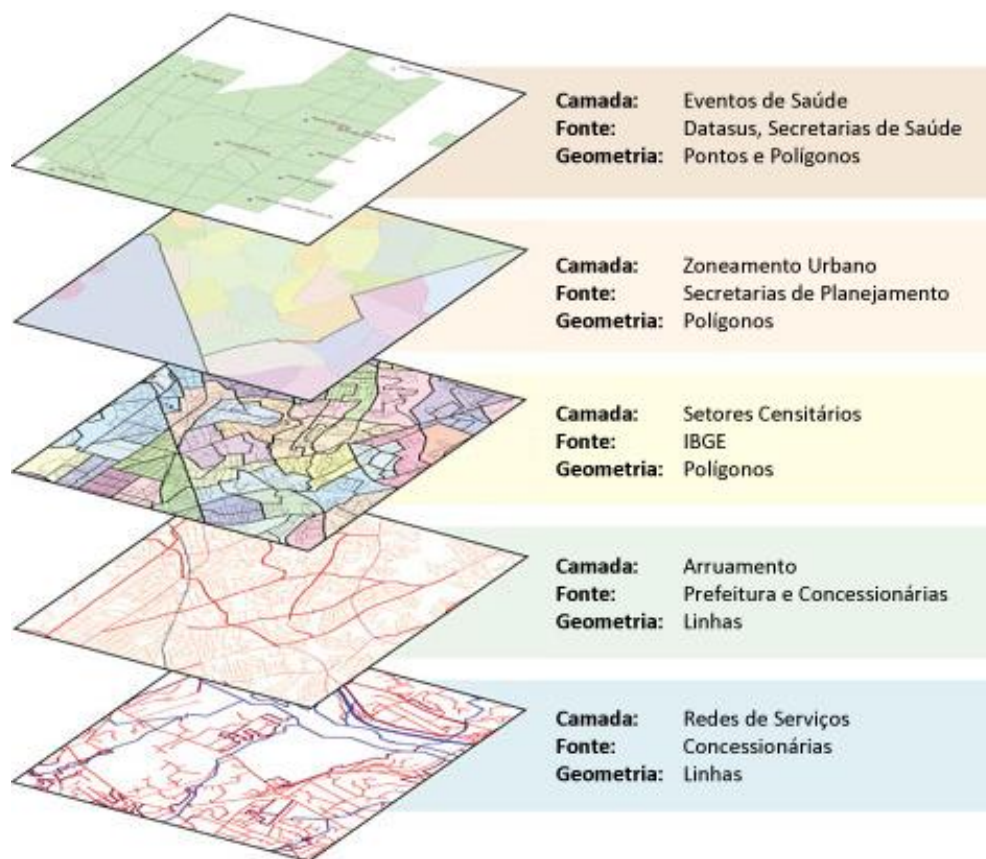 Camada: Eventos de Saúde
Fonte: Datasus, Secretarias de Saúde
Geometria: Pontos e Polígonos
Camada: Zoneamento Urbano
Fonte: Secretarias de Planejamento
Geometria: Polígonos
Camada: Setores Censitários
Fonte: IBGE
Geometria: Polígonos
Camada: Arruamento
Fonte: Prefeitura e Concessionárias
Geometria: Linhas
Camada: Redes de Serviços
Fonte: Concessionárias
Geometria: Linhas